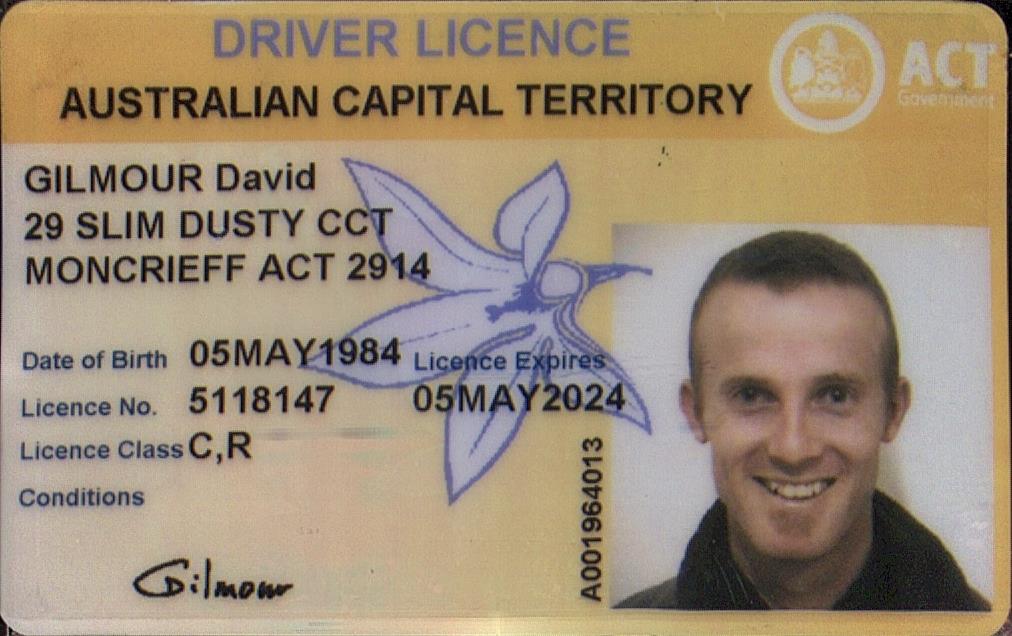 DRIVER LICENCE
AUSTRALIAN CAPITAL TERRITORY
ACT
Government
GILMOUR David
29 SLIM DUSTY CCT
MONCRIEFF ACT 2914
Date of Birth 05MAY1984 Licence Expires
Licence No. 5118147 05MAY2024
Licence Class C,R
Conditions
A001964013
Gilmour